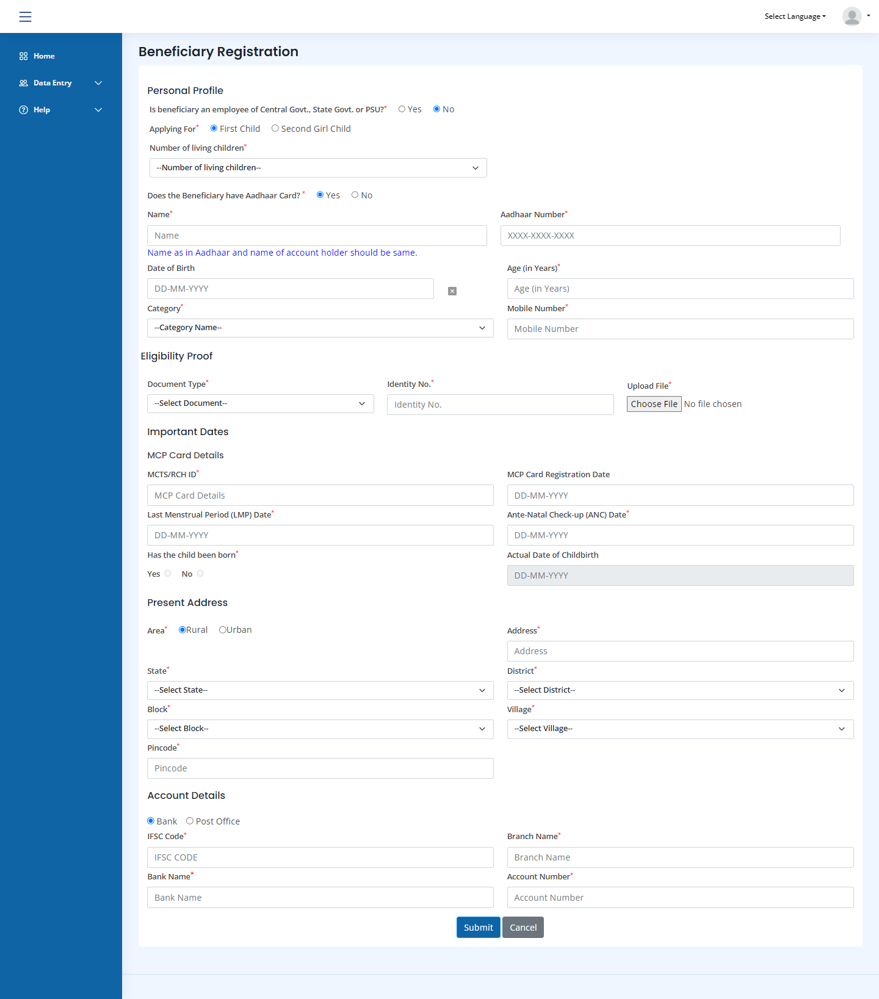 Select Language
Home
Data Entry
Help
Beneficiary Registration
Personal Profile
Is beneficiary an employee of Central Govt., State Govt. or PSU?* Yes No
Applying For* First Child Second Girl Child
Number of living children*
--Number of living children--
Does the Beneficiary have Aadhaar Card? * Yes No
Name* Aadhaar Number*
Name XXXX-XXXX-XXXX
Name as in Aadhaar and name of account holder should be same.
Date of Birth Age (in Years)*
DD-MM-YYYY Age (in Years)
Category* Mobile Number*
--Category Name-- Mobile Number
Eligibility Proof
Document Type* Identity No.* Upload File*
--Select Document-- Identity No. Choose File No file chosen
Important Dates
MCP Card Details
MCTS/RCH ID* MCP Card Registration Date
MCP Card Details DD-MM-YYYY
Last Menstrual Period (LMP) Date* Ante-Natal Check-up (ANC) Date*
DD-MM-YYYY DD-MM-YYYY
Has the child been born* Actual Date of Childbirth
Yes No DD-MM-YYYY
Present Address
Area* Rural Urban Address*
Address
State* District*
--Select State-- --Select District--
Block* Village*
--Select Block-- --Select Village--
Pincode*
Pincode
Account Details
Bank Post Office
IFSC Code* Branch Name*
IFSC CODE Branch Name
Bank Name* Account Number*
Bank Name Account Number
Submit Cancel